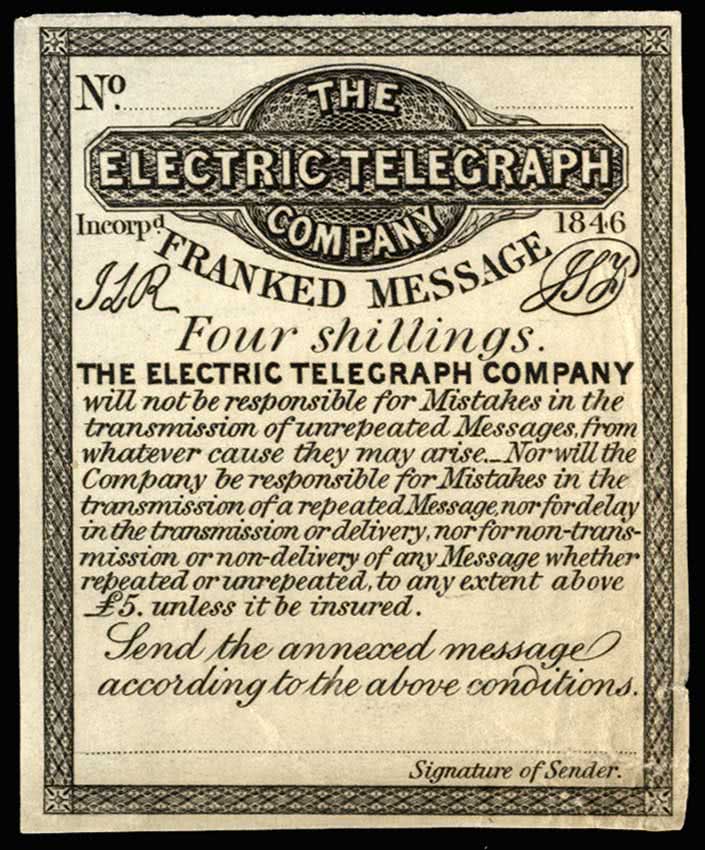 No.
THE
ELECTRIC TELEGRAPH
COMPANY
Incorpd 1846
FRANKED MESSAGE
JLR
Four shillings.
THE ELECTRIC TELEGRAPH COMPANY
will not be responsible for Mistakes in the
transmission of unrepeated Messages, from
whatever cause they may arise._Nor will the
Company be responsible for Mistakes in the
transmission of a repeated Message, nor for delay
in the transmission or delivery, nor for non-trans-
mission or non-delivery of any Message whether
repeated or unrepeated, to any extent above
£5. unless it be insured.
Send the annexed message
according to the above conditions.
Signature of Sender.